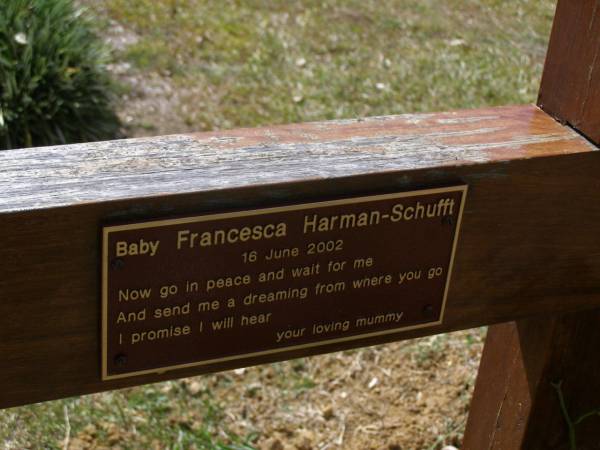 Baby Francesca Harman-Schufft
16 June 2002
Now go in peace and wait for me
And send me a dreaming from where you go
I promise I will hear
your loving mummy